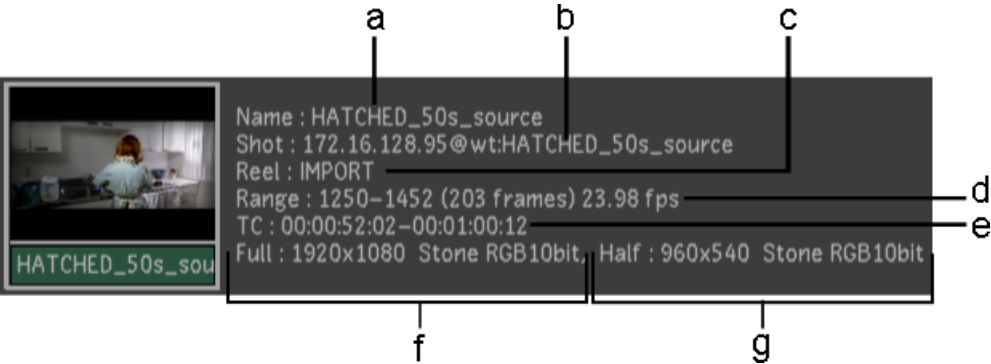 a b c
Name : HATCHED_50s_source
Shot : 172.16.128.95@wt:HATCHED_50s_source
Reel : IMPORT
Range : 1250-1452 (203 frames) 23.98 fps
d
TC : 00:00:52:02-00:01:00:12
e
Full : 1920x1080 Stone RGB10bit, Half : 960x540 Stone RGB10bit
HATCHED_50s_sou
f g